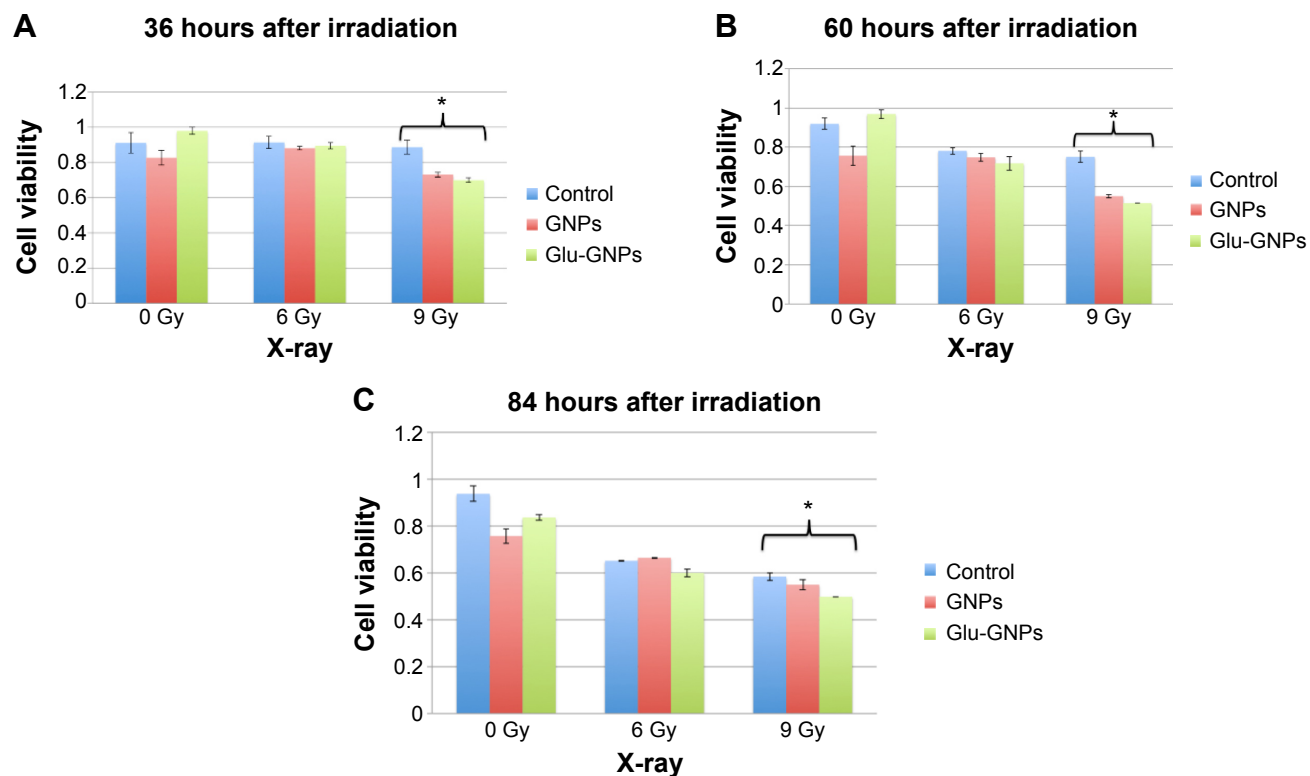 A 36 hours after irradiation
1.2
1
0.8
0.6
0.4
0.2
0
Cell viability
*
0 Gy 6 Gy 9 Gy
X-ray
Control
GNPs
Glu-GNPs
B 60 hours after irradiation
1.2
1
0.8
0.6
0.4
0.2
0
Cell viability
*
0 Gy 6 Gy 9 Gy
X-ray
Control
GNPs
Glu-GNPs
C 84 hours after irradiation
1.2
1
0.8
0.6
0.4
0.2
0
Cell viability
*
0 Gy 6 Gy 9 Gy
X-ray
Control
GNPs
Glu-GNPs